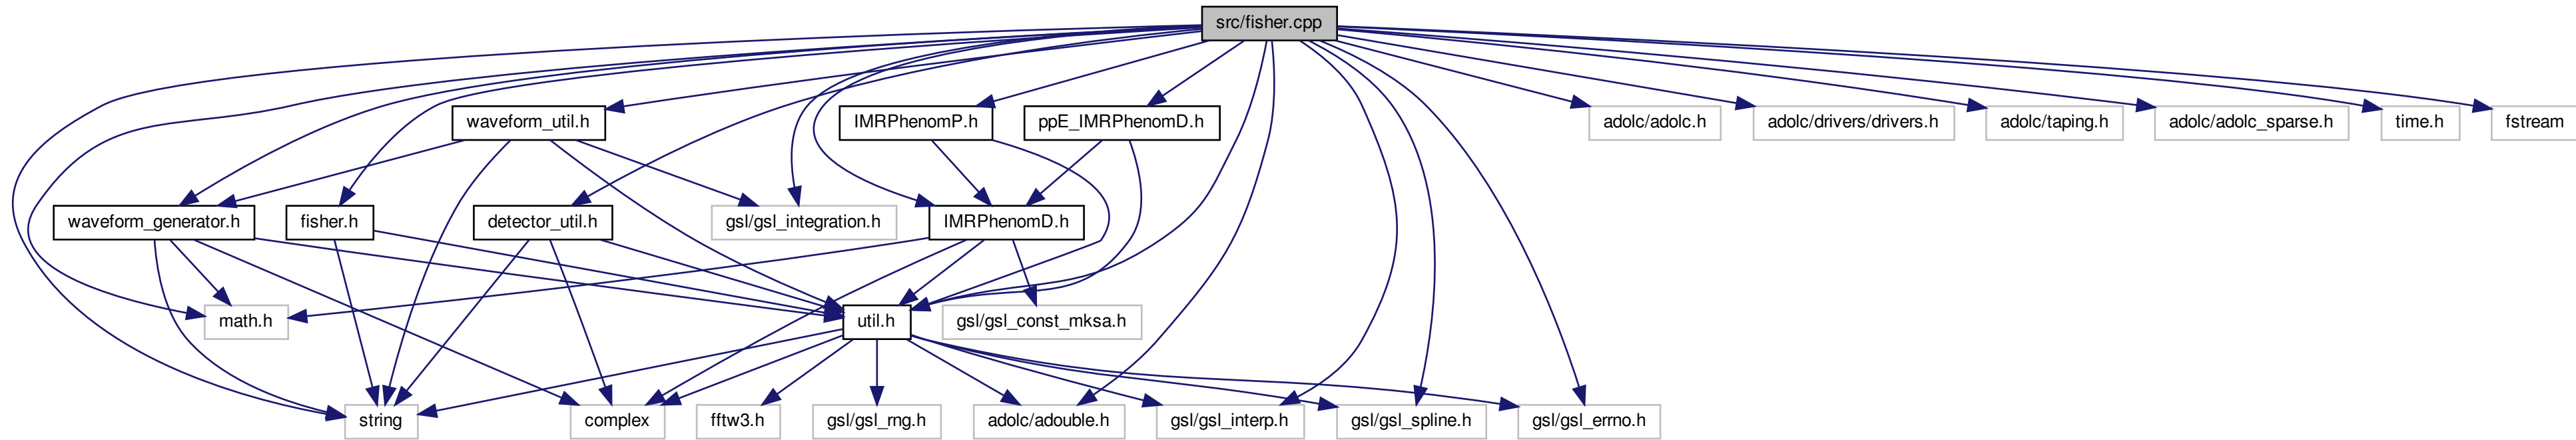 src/fisher.cpp
waveform_util.h
IMRPhenomP.h
ppE_IMRPhenomD.h
adolc/adolc.h
adolc/drivers/drivers.h
adolc/taping.h
adolc/adolc_sparse.h
time.h
fstream
waveform_generator.h
fisher.h
detector_util.h
gsl/gsl_integration.h
IMRPhenomD.h
math.h
util.h
gsl/gsl_const_mksa.h
string
complex
fftw3.h
gsl/gsl_rng.h
adolc/adouble.h
gsl/gsl_interp.h
gsl/gsl_spline.h
gsl/gsl_errno.h